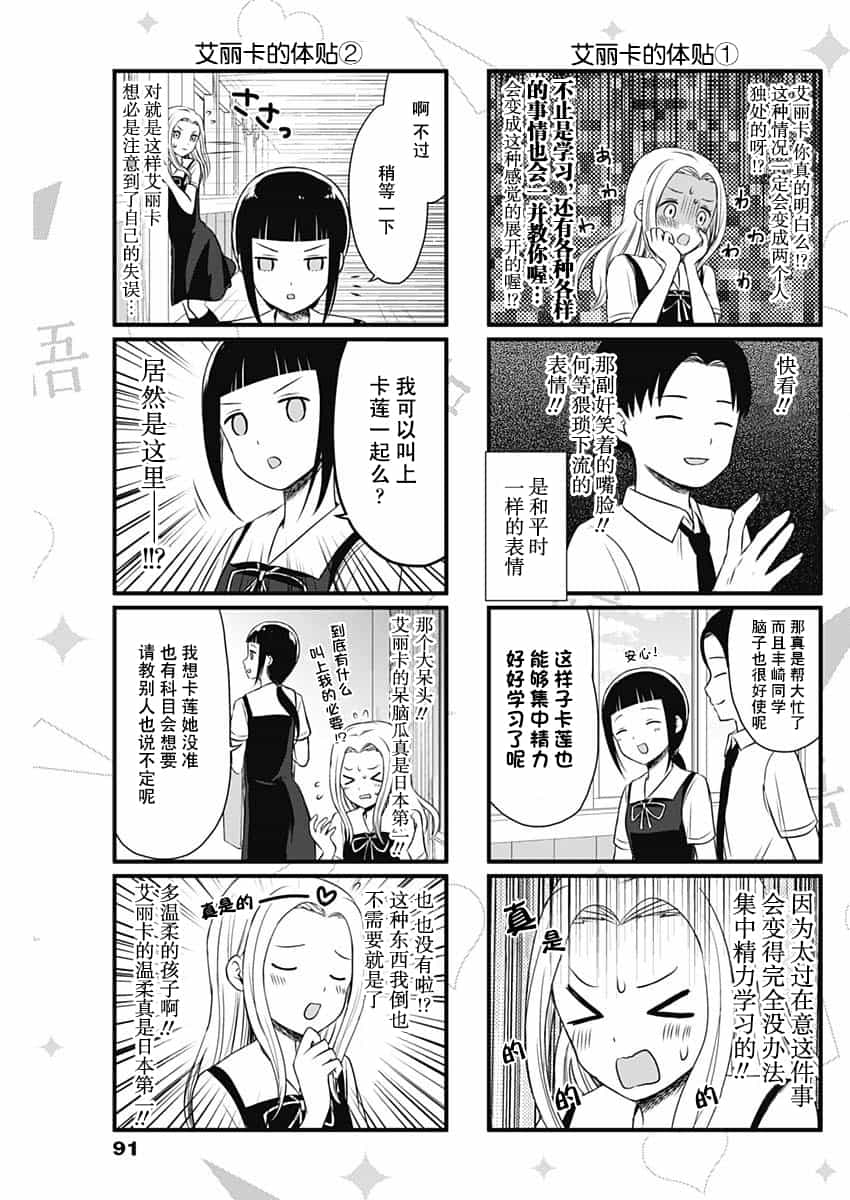 艾丽卡的体贴①
艾丽卡 你真的明白么!?
这种情况一定会变成两个人
独处的呀!?
不止是学习，还有各种各样
的事情也会一并教你喔…
会变成这种感觉的展开的喔!?
あ
わ
わ
わ
わ
快看!!
那副奸笑着的嘴脸!!
何等猥琐下流的
表情!!
是和平时
一样的表情
那真是帮大忙了
而且丰崎同学
脑子也很好使呢
安心!
这样子卡莲也
能够集中精力
好好学习了呢
因为太过在意这件事
会变得完全没办法
集中精力学习的!!
真
是
的
的
艾丽卡的体贴②
啊 不过
稍等一下
ささっ
对就是这样艾丽卡
想必是注意到了自己的失误…
我可以叫上
卡莲一起么?
居然是这里——!!?
那个大呆头!!
艾丽卡的呆脑瓜真是日本第一!!
到底有什么
叫上我的必要!?
我想卡莲她没准
也有科目会想要
请教别人也说不定呢
也 也没有啦!?
这种东西我倒也
不需要就是了
真是的——♡
多温柔的孩子啊!!
艾丽卡的温柔真是日本第一!!
91